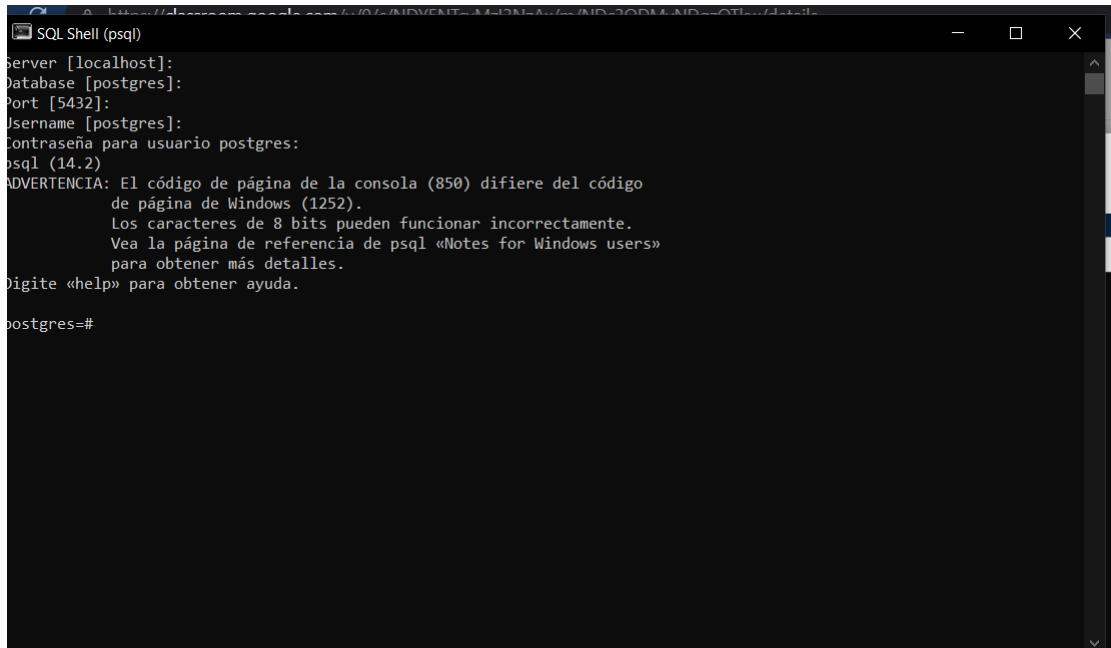 SQL Shell (psql)
Server [localhost]:
Database [postgres]:
Port [5432]:
Username [postgres]:
Contraseña para usuario postgres:
psql (14.2)
ADVERTENCIA: El código de página de la consola (850) difiere del código
de página de Windows (1252).
Los caracteres de 8 bits pueden funcionar incorrectamente.
Vea la página de referencia de psql «Notes for Windows users»
para obtener más detalles.
Digite «help» para obtener ayuda.
postgres=#